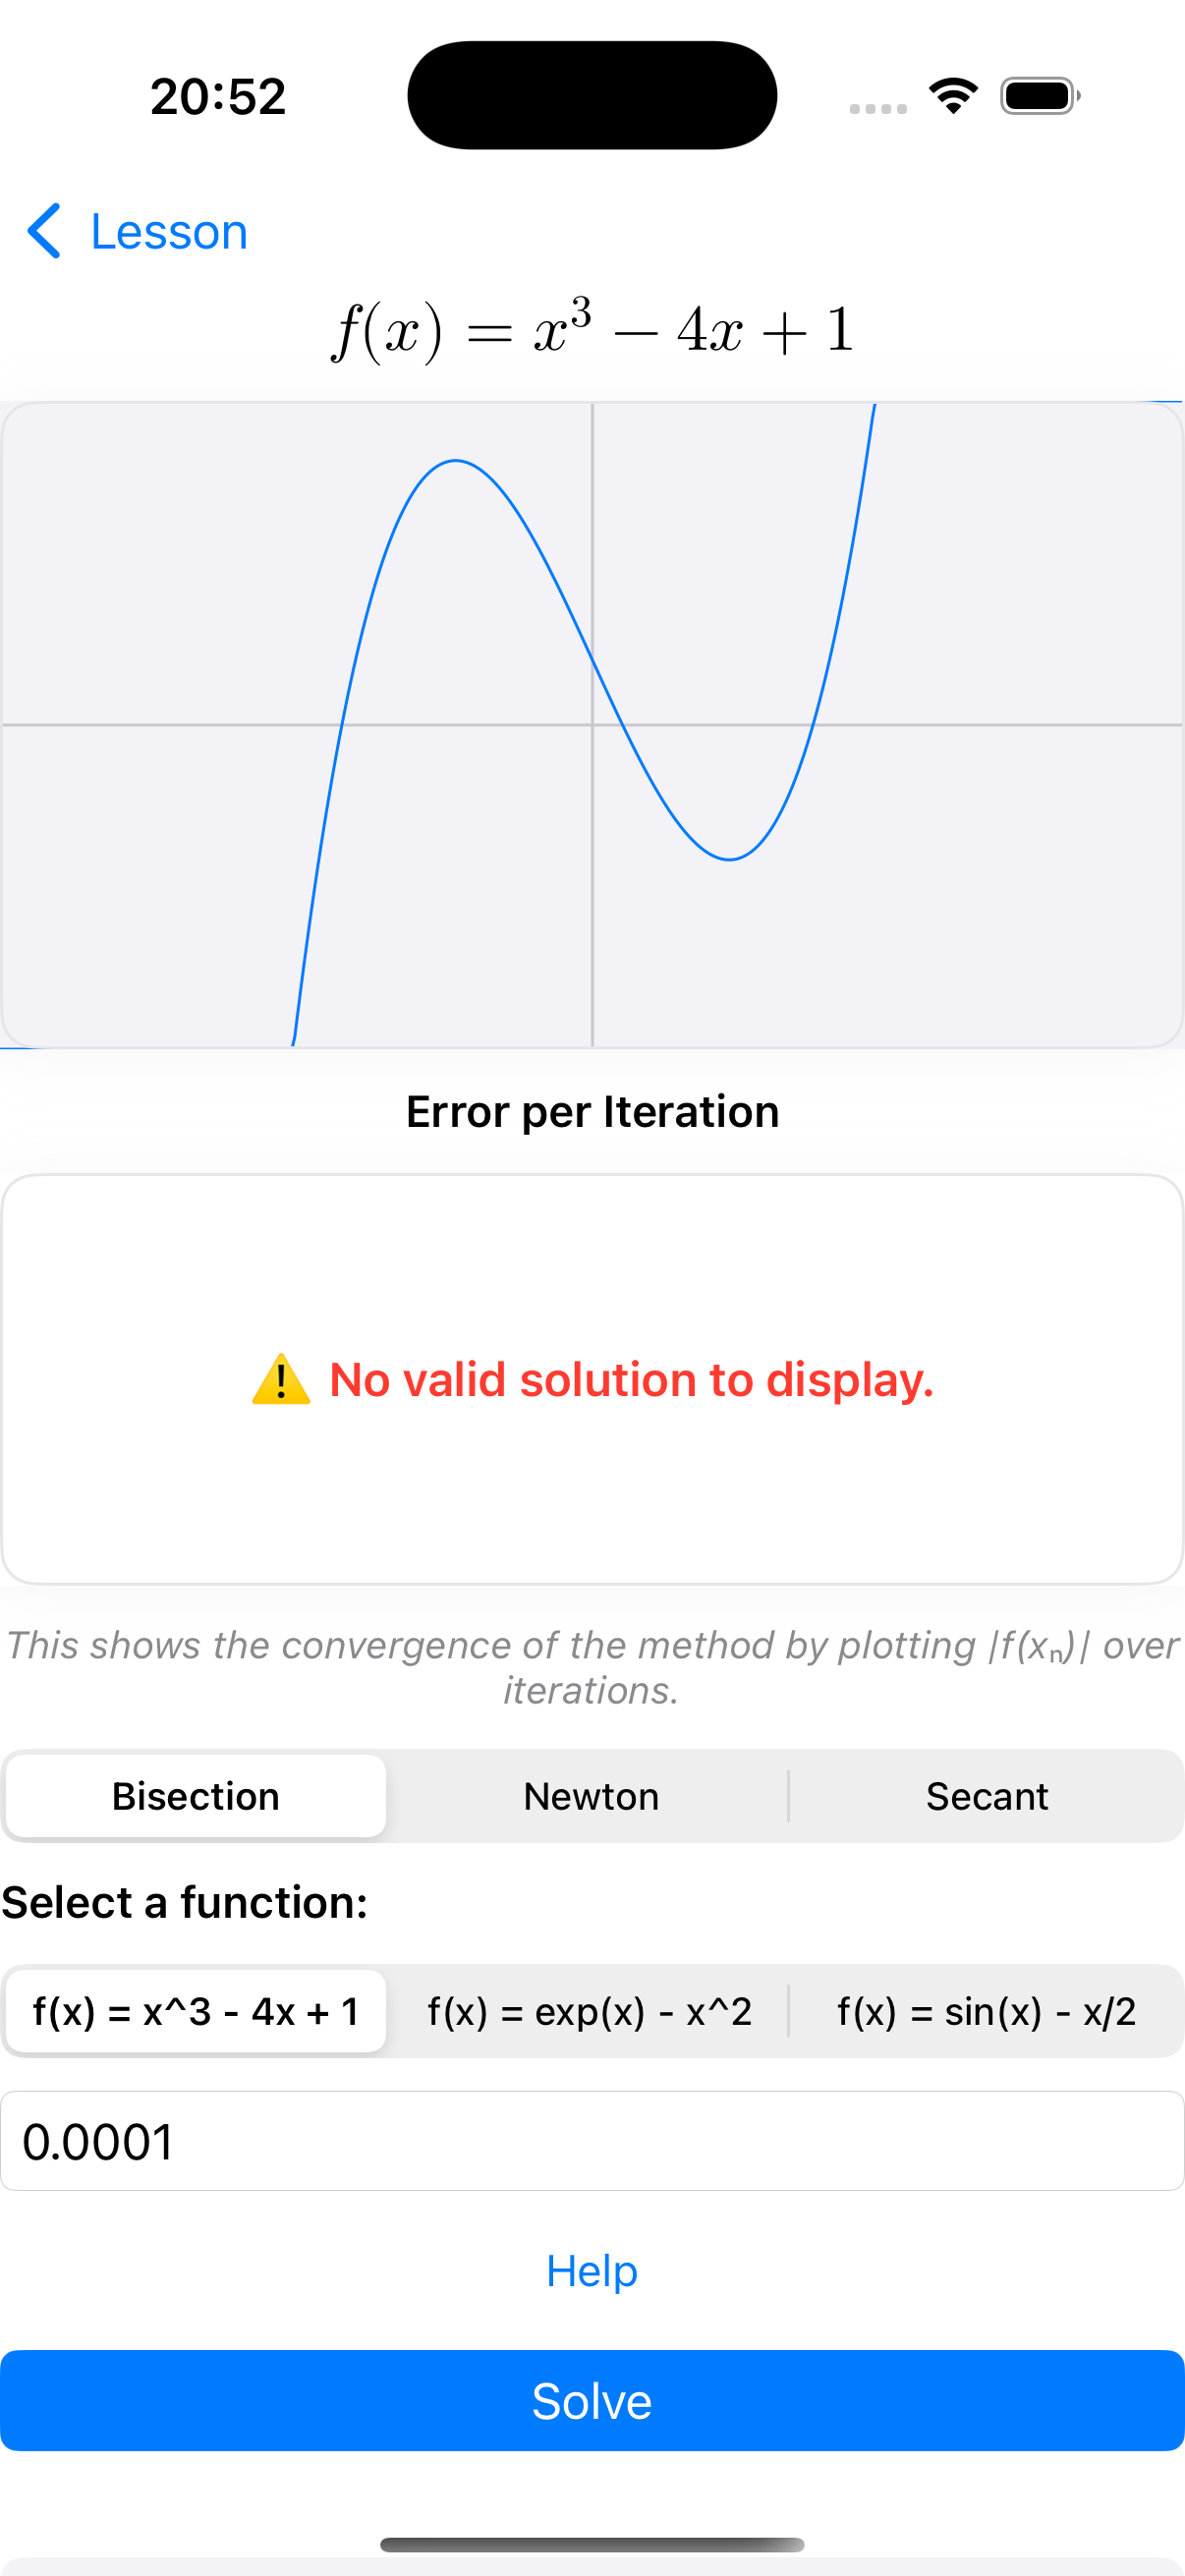 20:52
Lesson
f(x) = x³ − 4x + 1
Error per Iteration
⚠️ No valid solution to display.
This shows the convergence of the method by plotting |f(xₙ)| over
iterations.
Bisection Newton Secant
Select a function:
f(x) = x^3 - 4x + 1 f(x) = exp(x) - x^2 f(x) = sin(x) - x/2
0.0001
Help
Solve